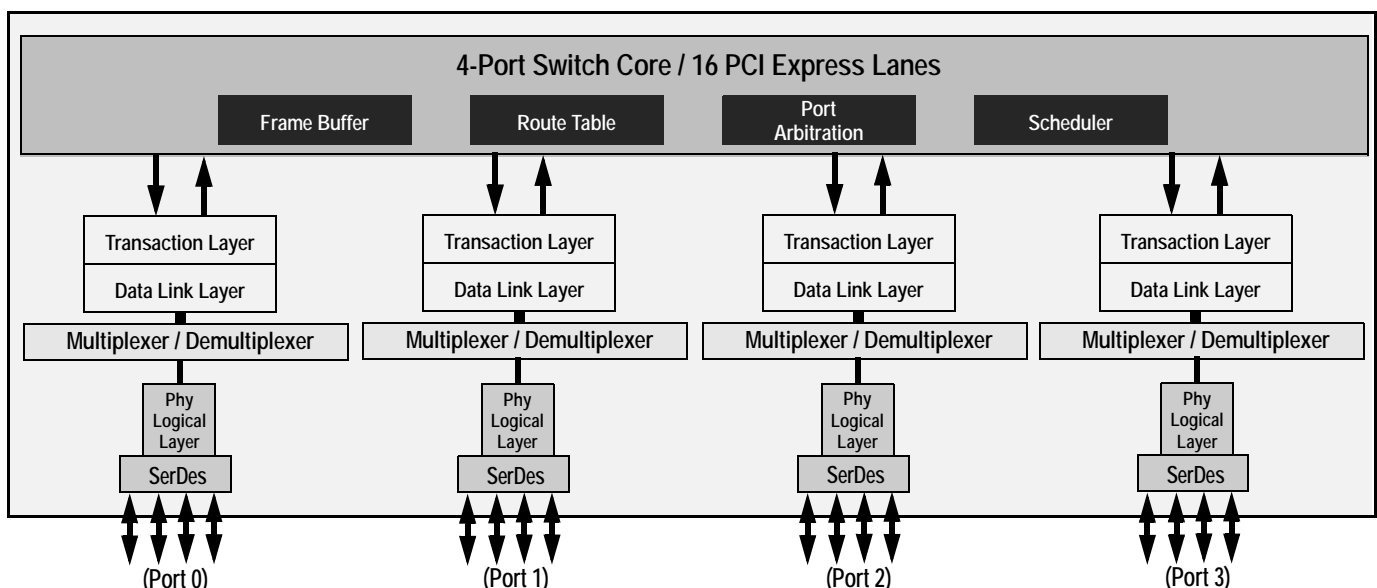 4-Port Switch Core / 16 PCI Express Lanes
Frame Buffer
Route Table
Port
Arbitration
Scheduler
Transaction Layer
Data Link Layer
Multiplexer / Demultiplexer
Phy
Logical
Layer
SerDes
(Port 0)
Transaction Layer
Data Link Layer
Multiplexer / Demultiplexer
Phy
Logical
Layer
SerDes
(Port 1)
Transaction Layer
Data Link Layer
Multiplexer / Demultiplexer
Phy
Logical
Layer
SerDes
(Port 2)
Transaction Layer
Data Link Layer
Multiplexer / Demultiplexer
Phy
Logical
Layer
SerDes
(Port 3)